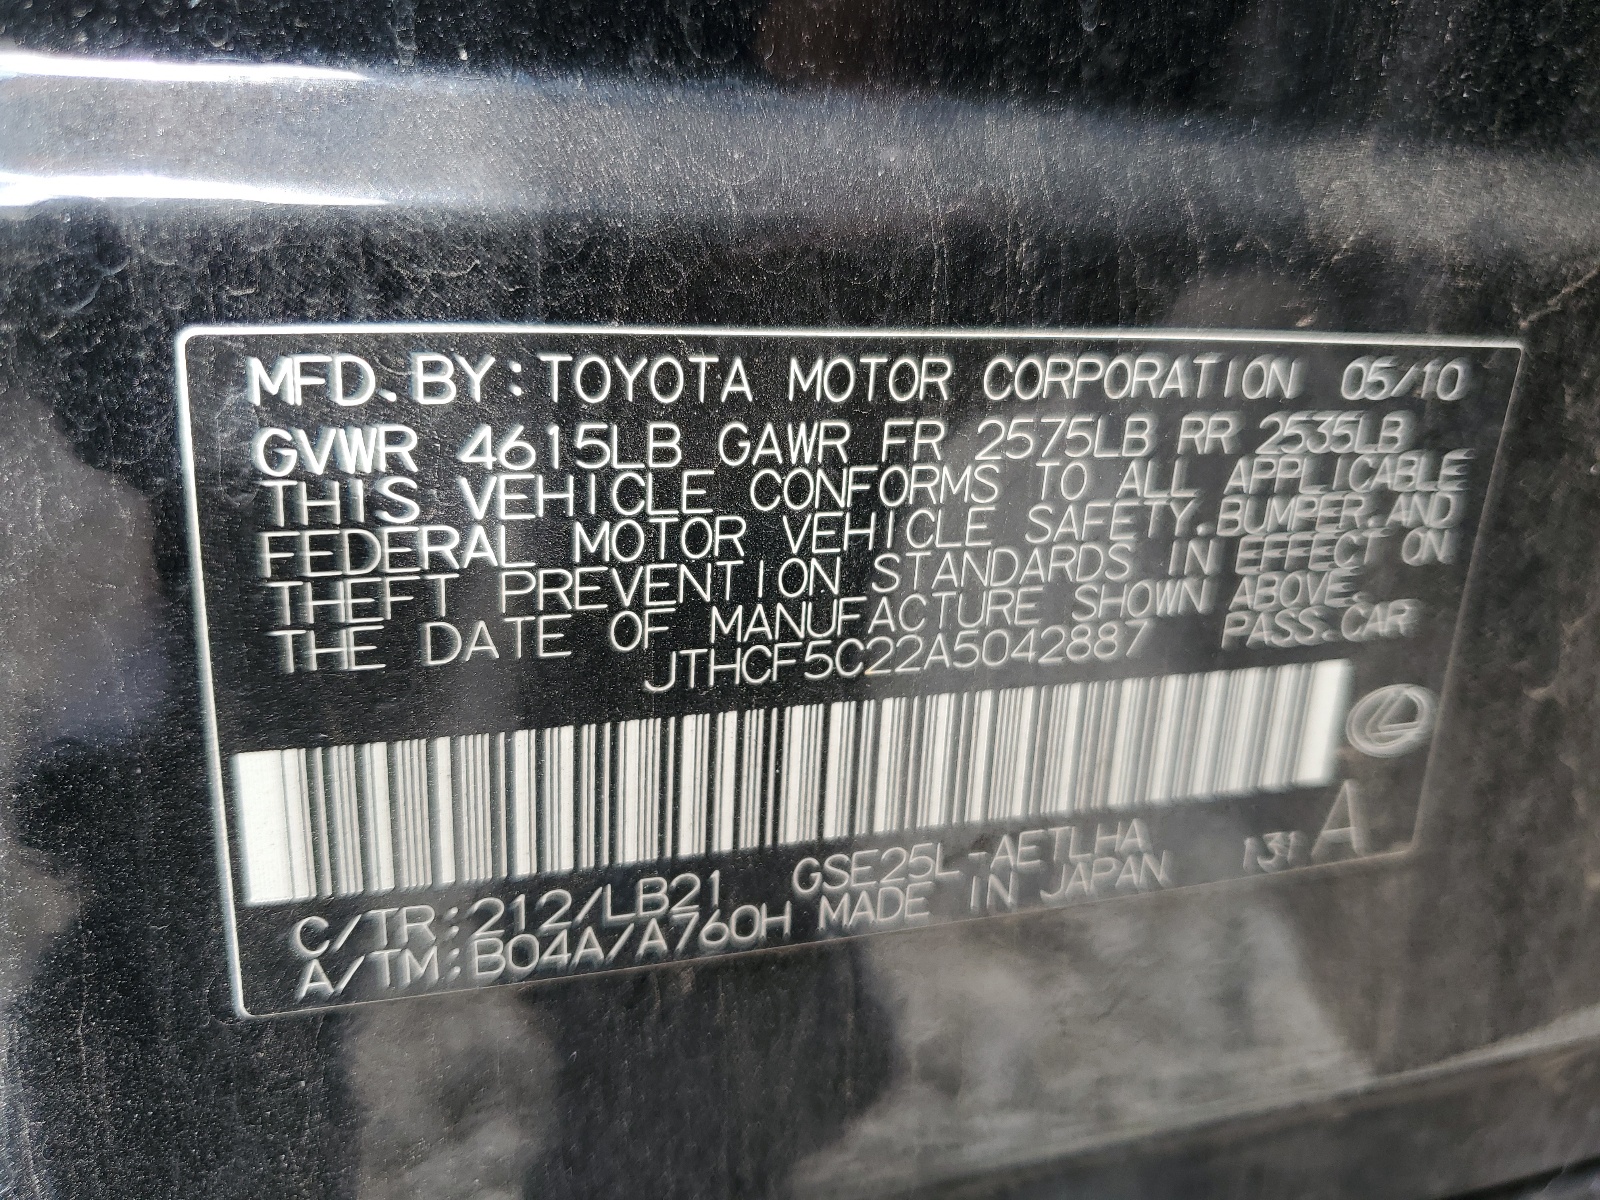 MFD. BY: TOYOTA MOTOR CORPORATION 05/10
GVWR 4615LB GAWR FR 2575LB RR 2535LB
THIS VEHICLE CONFORMS TO ALL APPLICABLE
FEDERAL MOTOR VEHICLE SAFETY, BUMPER, AND
THEFT PREVENTION STANDARDS IN EFFECT ON
THE DATE OF MANUFACTURE SHOWN ABOVE.
JTHCF5C22A5042887 PASS. CAR
C/TR: 212/LB21 GSE25L-AETLHA 131 A
A/TM: B04A/A760H MADE IN JAPAN